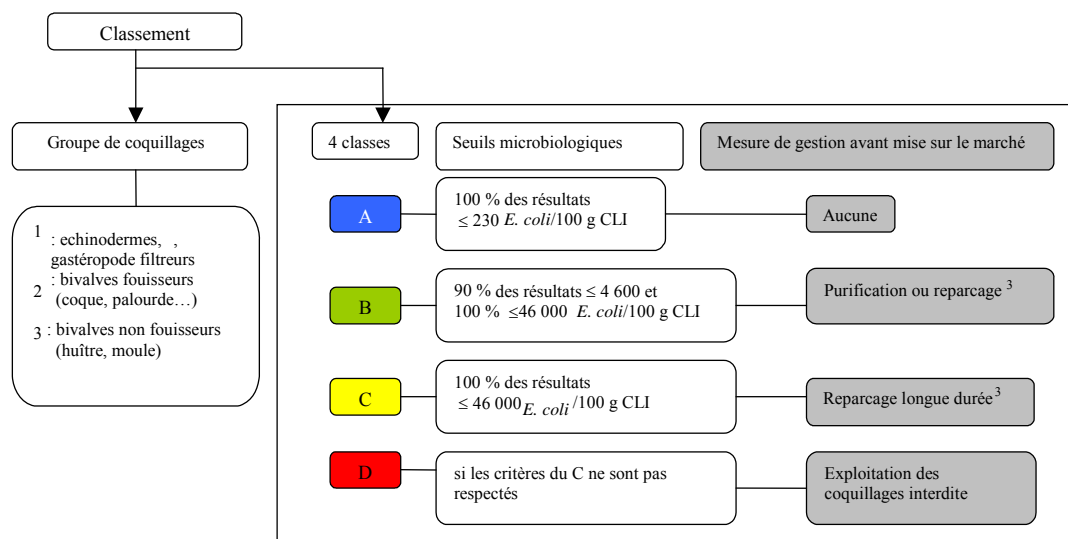 Classement
Groupe de coquillages
1 : echinodermes, ,
gastéropode filtreurs
2 : bivalves fouisseurs
(coque, palourde…)
3 : bivalves non fouisseurs
(huître, moule)
4 classes
Seuils microbiologiques
Mesure de gestion avant mise sur le marché
A
100 % des résultats
≤ 230 E. coli/100 g CLI
Aucune
B
90 % des résultats ≤ 4 600 et
100 % ≤46 000 E. coli/100 g CLI
Purification ou reparcage 3
C
100 % des résultats
≤ 46 000 E. coli /100 g CLI
Reparcage longue durée 3
D
si les critères du C ne sont pas
respectés
Exploitation des
coquillages interdite